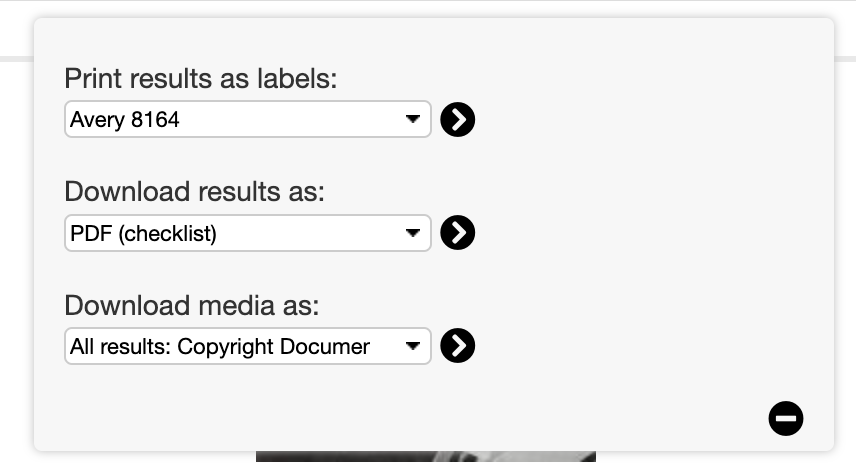 Print results as labels:
Avery 8164
Download results as:
PDF (checklist)
Download media as:
All results: Copyright Documer